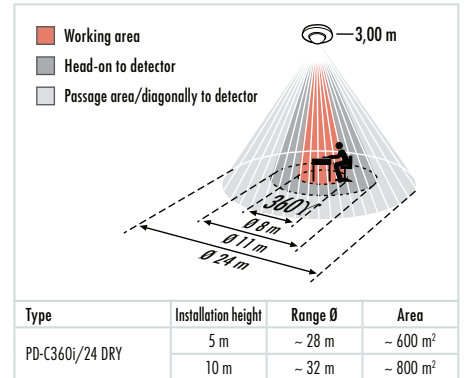 Working area
Head-on to detector
Passage area/diagonally to detector
3,00 m
360°
Ø 8 m
Ø 11 m
Ø 24 m
Type Installation height Range Ø Area
PD-C360i/24 DRY 5 m ~ 28 m ~ 600 m²
10 m ~ 32 m ~ 800 m²